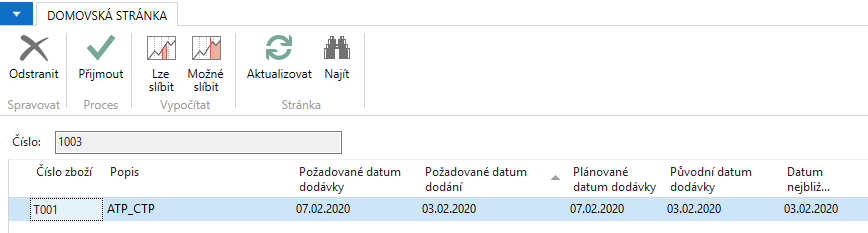 DOMOVSKÁ STRÁNKA
Odstranit
Přijmout
Lze slíbit
Možné slíbit
Aktualizovat
Najít
Spravovat
Proces
Vypočítat
Stránka
Číslo: 1003
Číslo zboží
Popis
Požadované datum dodávky
Požadované datum dodání
Plánované datum dodávky
Původní datum dodávky
Datum nejbliž...
T001 ATP_CTP 07.02.2020 03.02.2020 07.02.2020 03.02.2020 03.02.2020